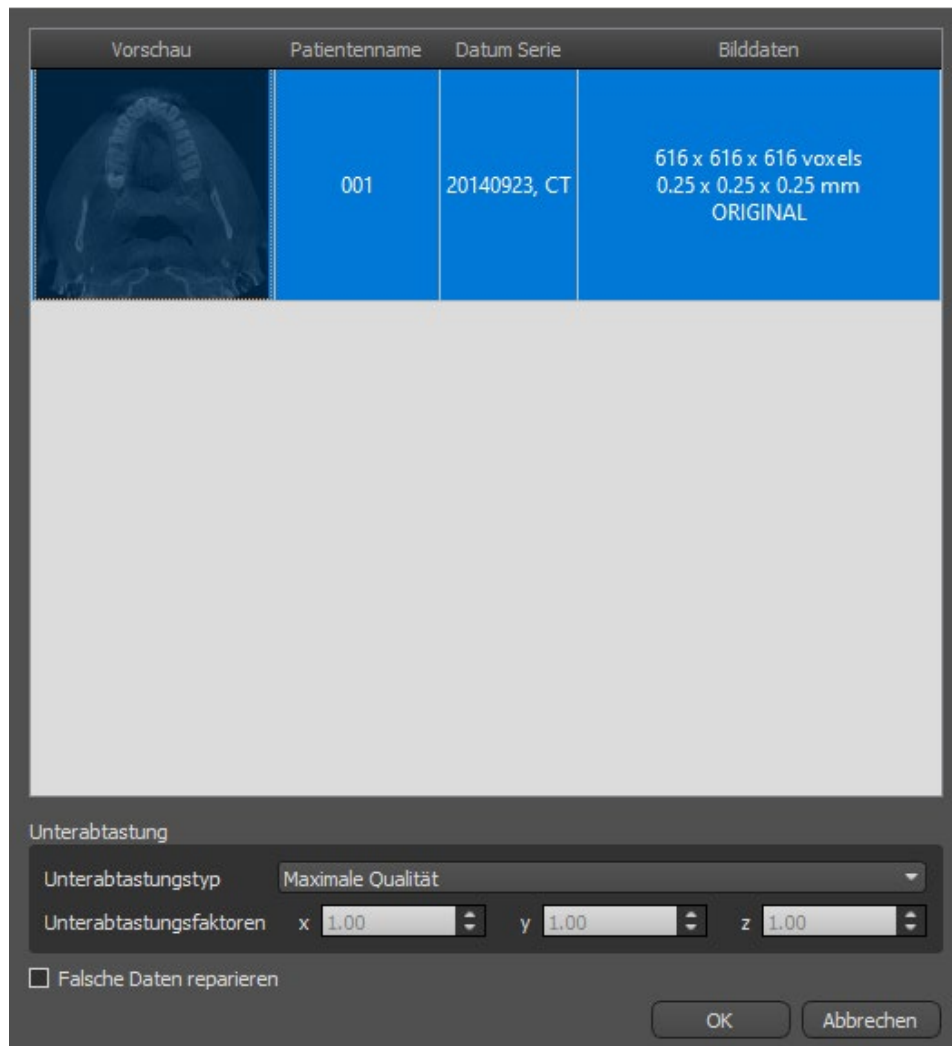 Vorschau Patientenname Datum Serie Bilddaten
001 20140923, CT 616 x 616 x 616 voxels
0.25 x 0.25 x 0.25 mm
ORIGINAL
Unterabtastung
Unterabtastungstyp Maximale Qualität
Unterabtastungsfaktoren x 1.00 y 1.00 z 1.00
Falsche Daten reparieren
OK Abbrechen